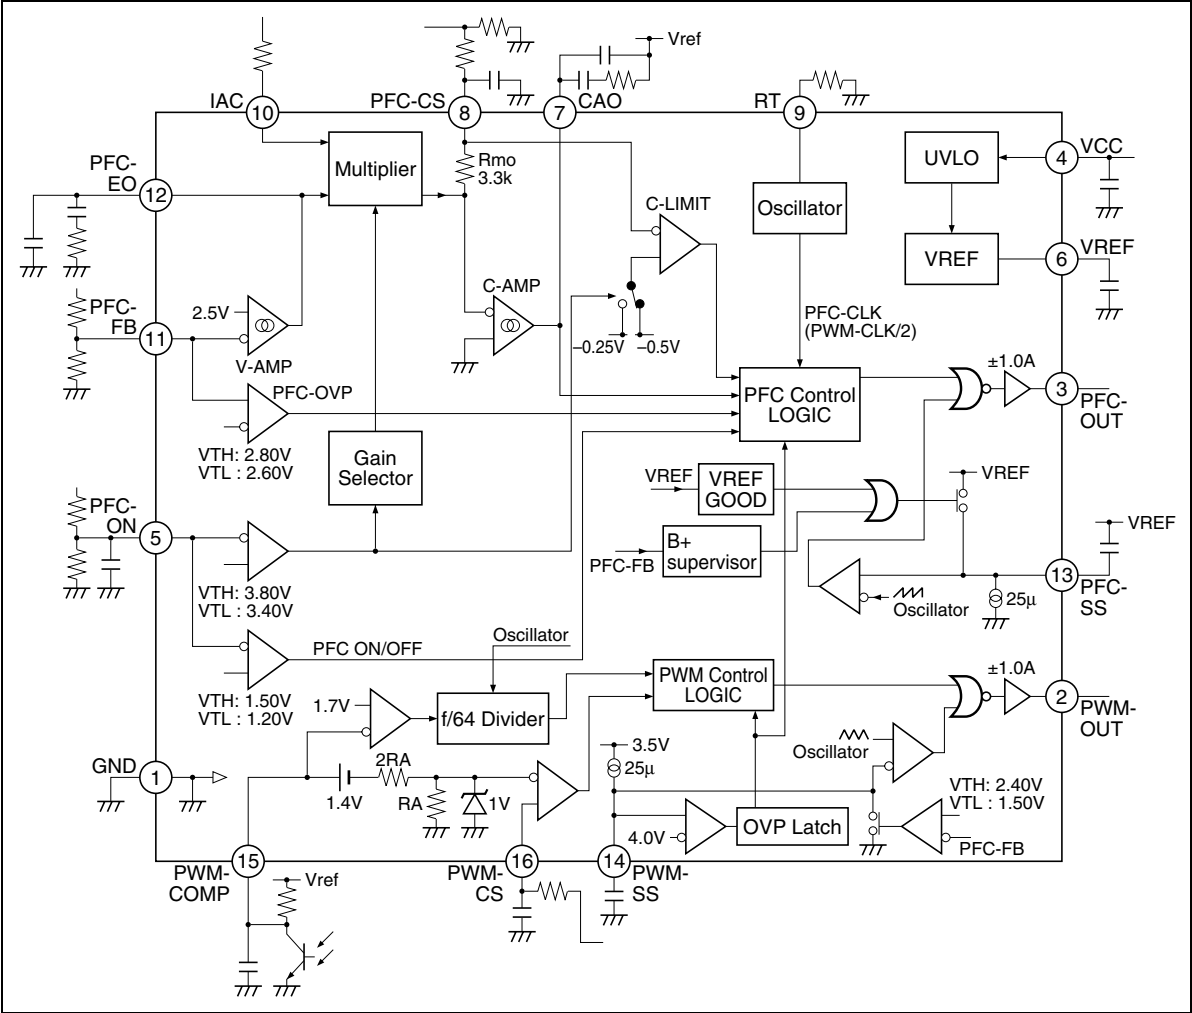 Vref
IAC
10
PFC-CS
8
7
CAO
RT
9
PFC-
EO
12
Multiplier
Rmo
3.3k
UVLO
4
VCC
C-LIMIT
Oscillator
VREF
6
VREF
PFC-
FB
11
2.5V
V-AMP
C-AMP
–0.25V
–0.5V
PFC-CLK
(PWM-CLK/2)
PFC-OVP
VTH: 2.80V
VTL : 2.60V
PFC Control
LOGIC
±1.0A
3
PFC-
OUT
Gain
Selector
VREF
VREF
GOOD
VREF
PFC-
ON
5
VTH: 3.80V
VTL : 3.40V
PFC-FB
B+
supervisor
VREF
13
PFC-
SS
Oscillator
25µ
PFC ON/OFF
VTH: 1.50V
VTL : 1.20V
Oscillator
1.7V
f/64 Divider
PWM Control
LOGIC
±1.0A
2
PWM-
OUT
GND
1
1.4V
2RA
RA
1V
3.5V
25µ
Oscillator
VTH: 2.40V
VTL : 1.50V
4.0V
OVP Latch
PFC-FB
15
PWM-
COMP
16
PWM-
CS
14
PWM-
SS
Vref